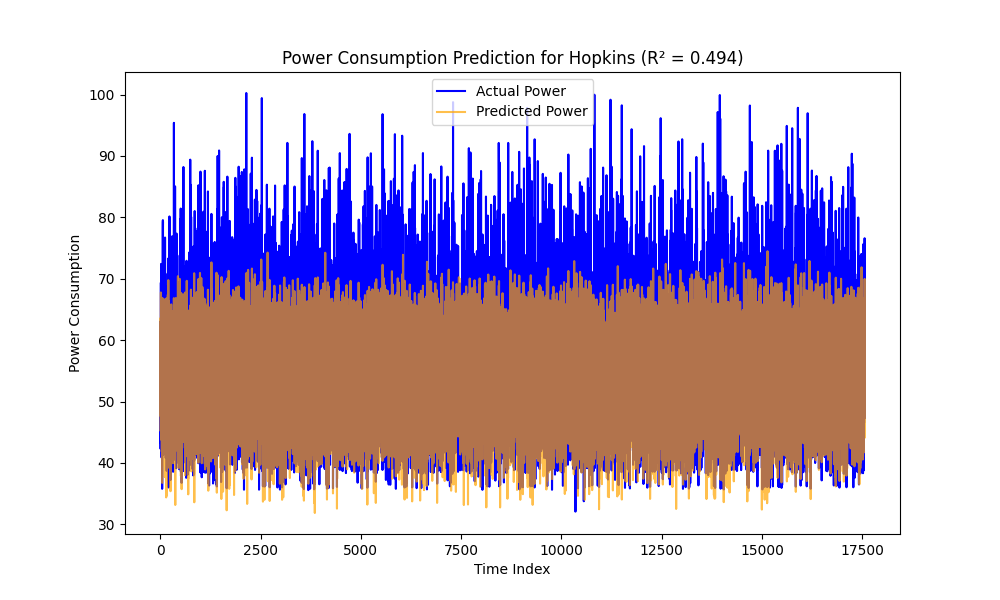 Power Consumption Prediction for Hopkins (R² = 0.494)
Actual Power
Predicted Power
Power Consumption
100
90
80
70
60
50
40
30
0 2500 5000 7500 10000 12500 15000 17500
Time Index